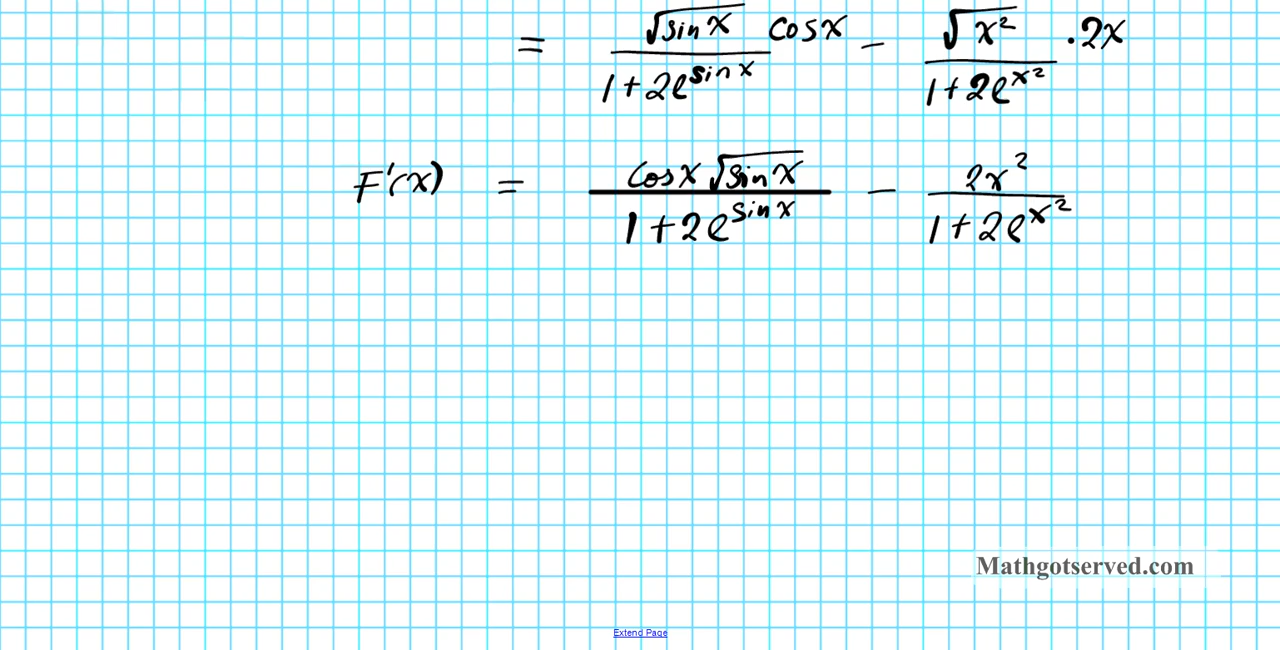 = √sin x / 1 + 2e^sin x cos x − √x² / 1 + 2e^x² · 2x
F'(x) = cos x √sin x / 1 + 2e^sin x − 2x² / 1 + 2e^x²
Mathgotserved.com
Extend Page